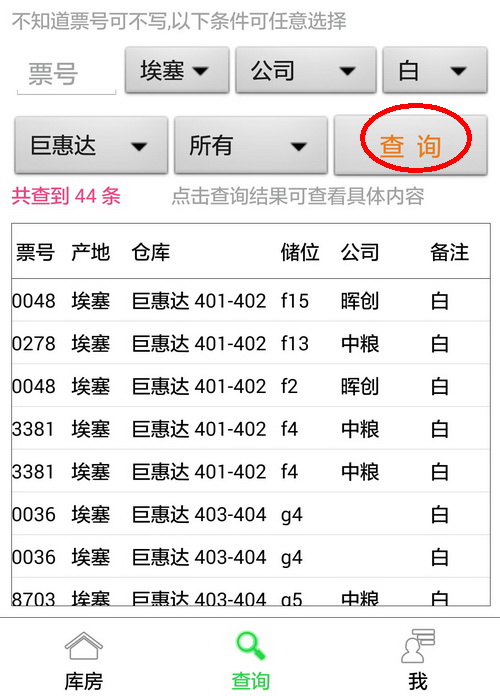 不知道票号可不写,以下条件可任意选择
票号 埃塞 公司 白
巨惠达 所有 查 询
共查到 44 条 点击查询结果可查看具体内容
票号 产地 仓库 储位 公司 备注
0048 埃塞 巨惠达 401-402 f15 晖创 白
0278 埃塞 巨惠达 401-402 f13 中粮 白
0048 埃塞 巨惠达 401-402 f2 晖创 白
3381 埃塞 巨惠达 401-402 f4 中粮 白
3381 埃塞 巨惠达 401-402 f4 中粮 白
0036 埃塞 巨惠达 403-404 g4 白
0036 埃塞 巨惠达 403-404 g4 白
8703 埃塞 巨惠达 403-404 g5 中粮 白
库房 查询 我